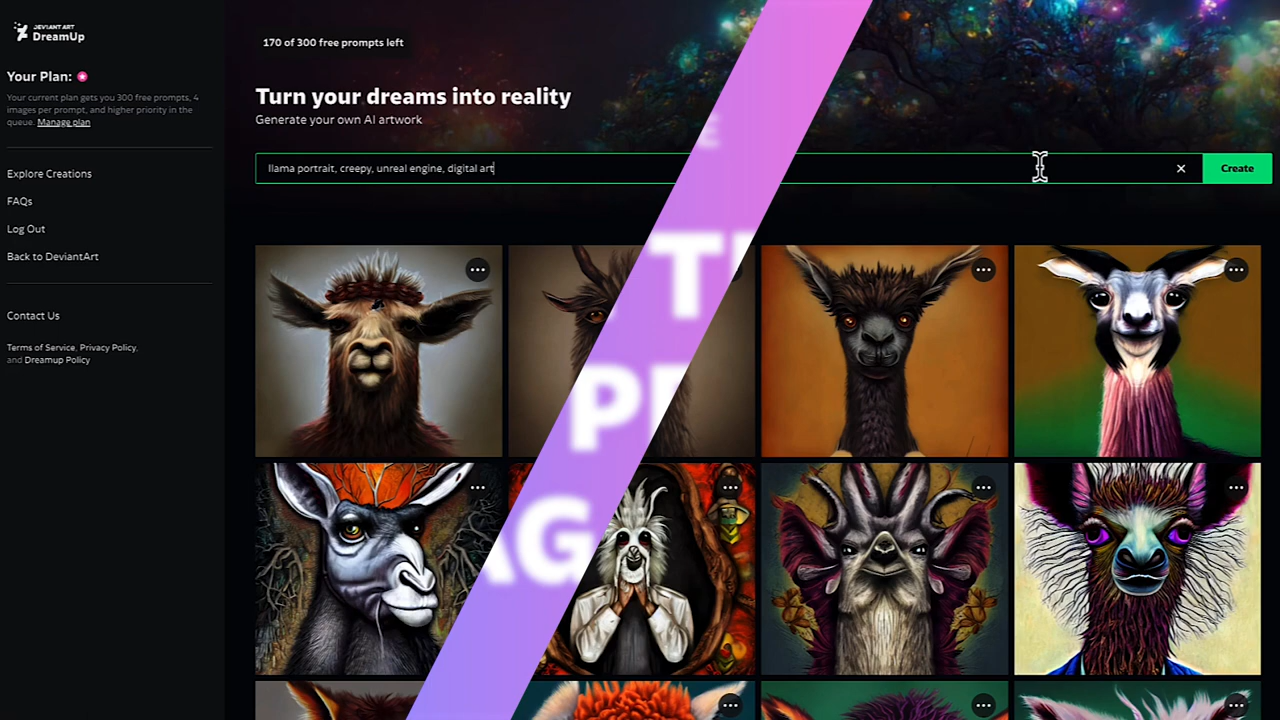 DEVIANT ART
DreamUp
Your Plan:
Your current plan gets you 300 free prompts, 4
images per prompt, and higher priority in the
queue. Manage plan
Explore Creations
FAQs
Log Out
Back to DeviantArt
Contact Us
Terms of Service, Privacy Policy,
and Dreamup Policy
170 of 300 free prompts left
Turn your dreams into reality
Generate your own AI artwork
llama portrait, creepy, unreal engine, digital art
Create